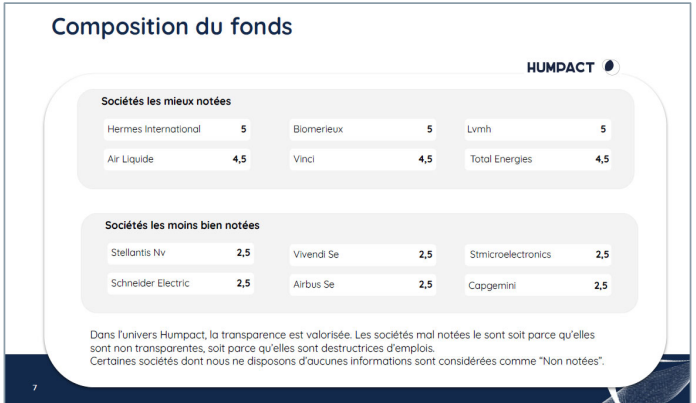 Composition du fonds
HUMPACT
Sociétés les mieux notées
Hermes International 5 Biomerieux 5 Lvmh 5
Air Liquide 4,5 Vinci 4,5 Total Energies 4,5
Sociétés les moins bien notées
Stellantis Nv 2,5 Vivendi Se 2,5 Stmicroelectronics 2,5
Schneider Electric 2,5 Airbus Se 2,5 Capgemini 2,5
Dans l'univers Humpact, la transparence est valorisée. Les sociétés mal notées le sont soit parce qu'elles
sont non transparentes, soit parce qu'elles sont destructrices d'emplois.
Certaines sociétés dont nous ne disposons d'aucunes informations sont considérées comme "Non notées".
7